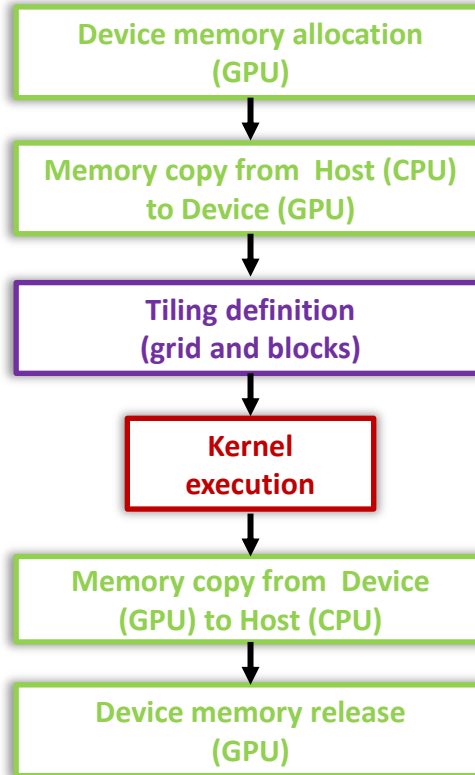 Device memory allocation
(GPU)
Memory copy from  Host (CPU)
to Device (GPU)
Tiling definition
(grid and blocks)
Kernel
execution
Memory copy from  Device
(GPU) to Host (CPU)
Device memory release
(GPU)